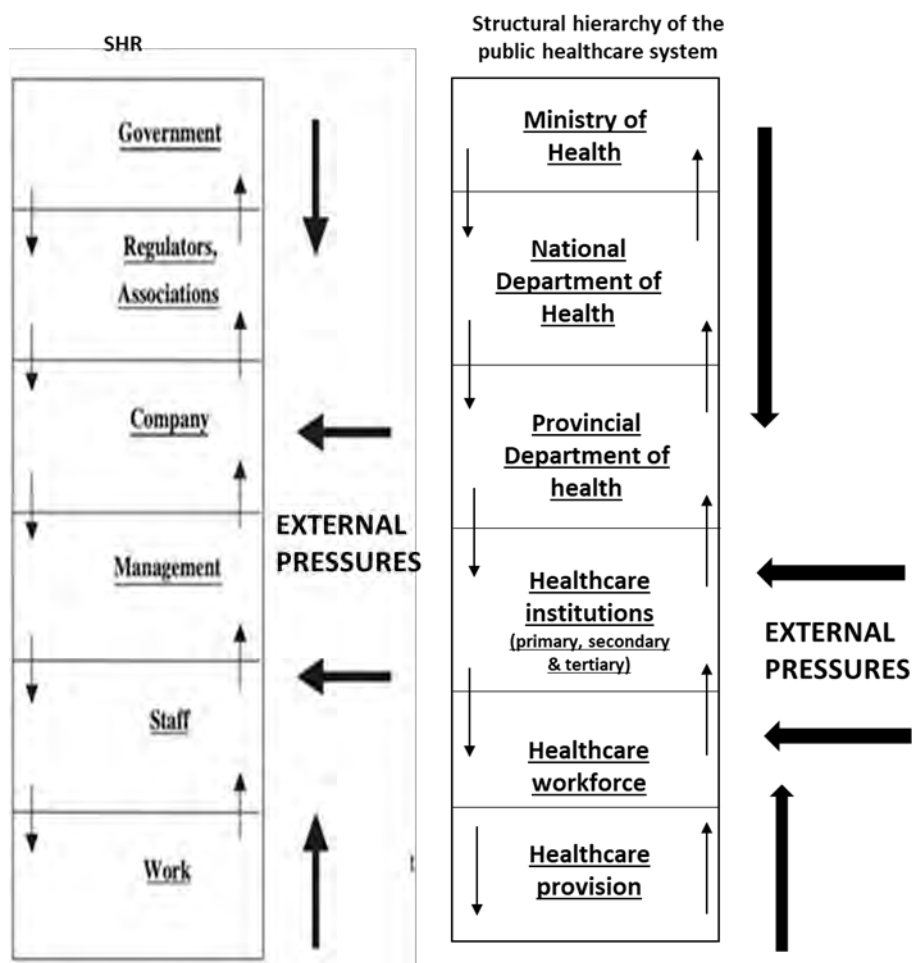 SHR
Government
Regulators,
Associations
Company
Management
Staff
Work
EXTERNAL
PRESSURES
Structural hierarchy of the
public healthcare system
Ministry of
Health
National
Department of
Health
Provincial
Department of
health
Healthcare
institutions
(primary, secondary
& tertiary)
Healthcare
workforce
Healthcare
provision
EXTERNAL
PRESSURES